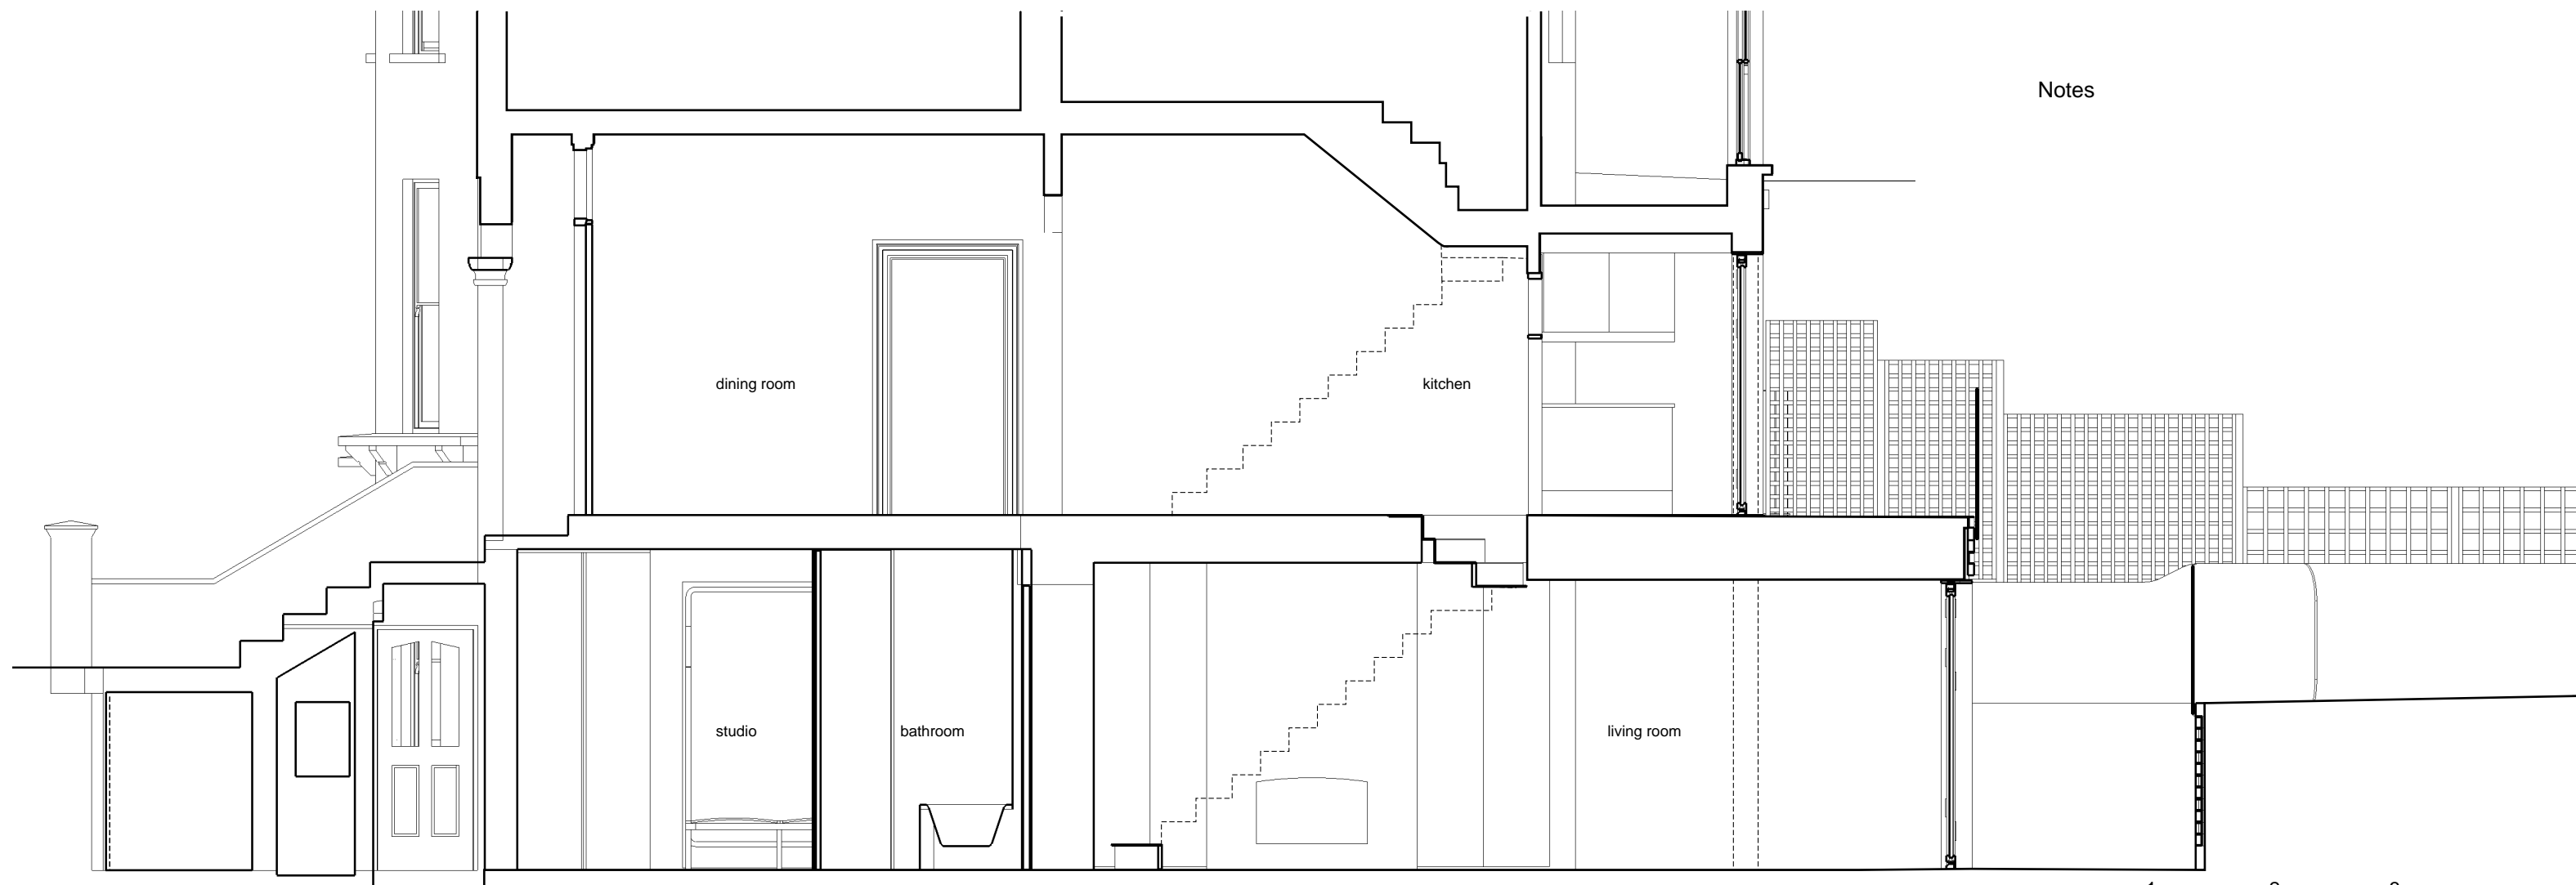 Notes
dining room
kitchen
studio
bathroom
living room